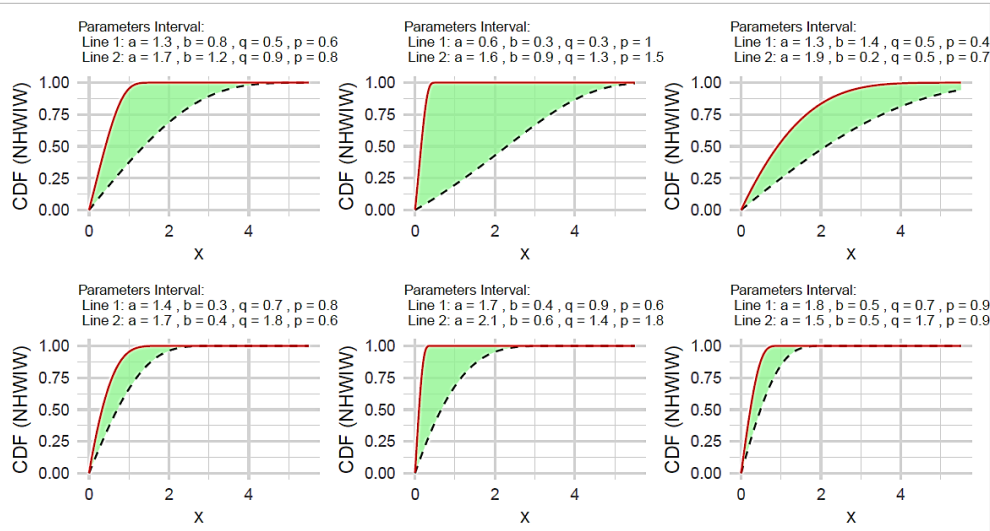 Parameters Interval:
Line 1: a = 1.3 , b = 0.8 , q = 0.5 , p = 0.6
Line 2: a = 1.7 , b = 1.2 , q = 0.9 , p = 0.8
1.00
0.75
0.50
0.25
0.00
CDF (NHWIW)
0 2 4
X
Parameters Interval:
Line 1: a = 0.6 , b = 0.3 , q = 0.3 , p = 1
Line 2: a = 1.6 , b = 0.9 , q = 1.3 , p = 1.5
1.00
0.75
0.50
0.25
0.00
CDF (NHWIW)
0 2 4
X
Parameters Interval:
Line 1: a = 1.3 , b = 1.4 , q = 0.5 , p = 0.4
Line 2: a = 1.9 , b = 0.2 , q = 0.5 , p = 0.7
1.00
0.75
0.50
0.25
0.00
CDF (NHWIW)
0 2 4
X
Parameters Interval:
Line 1: a = 1.4 , b = 0.3 , q = 0.7 , p = 0.8
Line 2: a = 1.7 , b = 0.4 , q = 1.8 , p = 0.6
1.00
0.75
0.50
0.25
0.00
CDF (NHWIW)
0 2 4
X
Parameters Interval:
Line 1: a = 1.7 , b = 0.4 , q = 0.9 , p = 0.6
Line 2: a = 2.1 , b = 0.6 , q = 1.4 , p = 1.8
1.00
0.75
0.50
0.25
0.00
CDF (NHWIW)
0 2 4
X
Parameters Interval:
Line 1: a = 1.8 , b = 0.5 , q = 0.7 , p = 0.9
Line 2: a = 1.5 , b = 0.5 , q = 1.7 , p = 0.9
1.00
0.75
0.50
0.25
0.00
CDF (NHWIW)
0 2 4
X